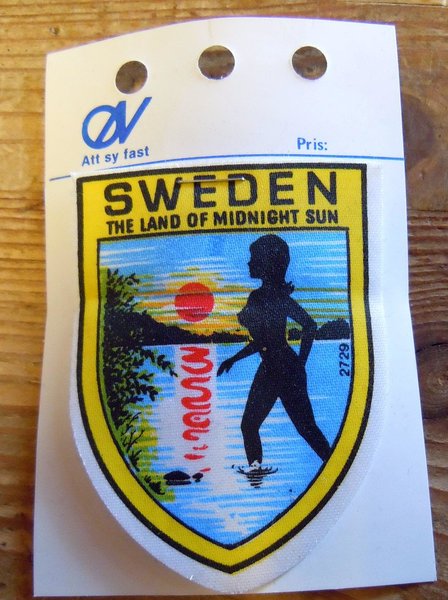 ØV
Att sy fast
Pris:
SWEDEN
THE LAND OF MIDNIGHT SUN
2729